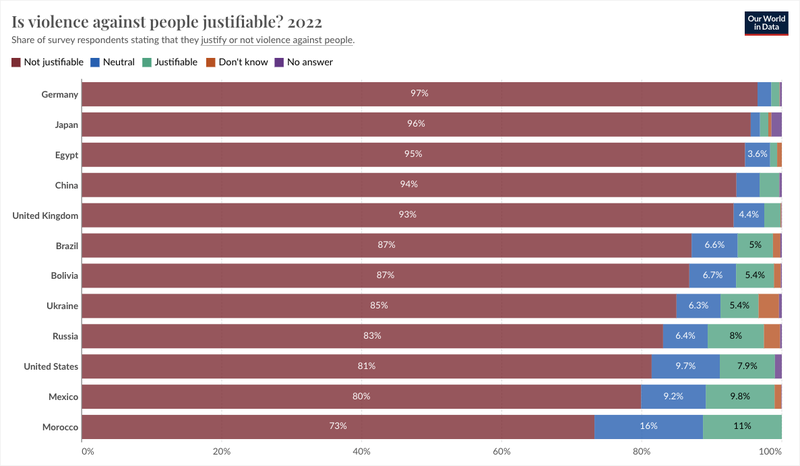 Is violence against people justifiable? 2022
Our World
in Data
Share of survey respondents stating that they justify or not violence against people.
Not justifiable Neutral Justifiable Don't know No answer
Germany 97%
Japan 96%
Egypt 95% 3.6%
China 94%
United Kingdom 93% 4.4%
Brazil 87% 6.6% 5%
Bolivia 87% 6.7% 5.4%
Ukraine 85% 6.3% 5.4%
Russia 83% 6.4% 8%
United States 81% 9.7% 7.9%
Mexico 80% 9.2% 9.8%
Morocco 73% 16% 11%
0% 20% 40% 60% 80% 100%